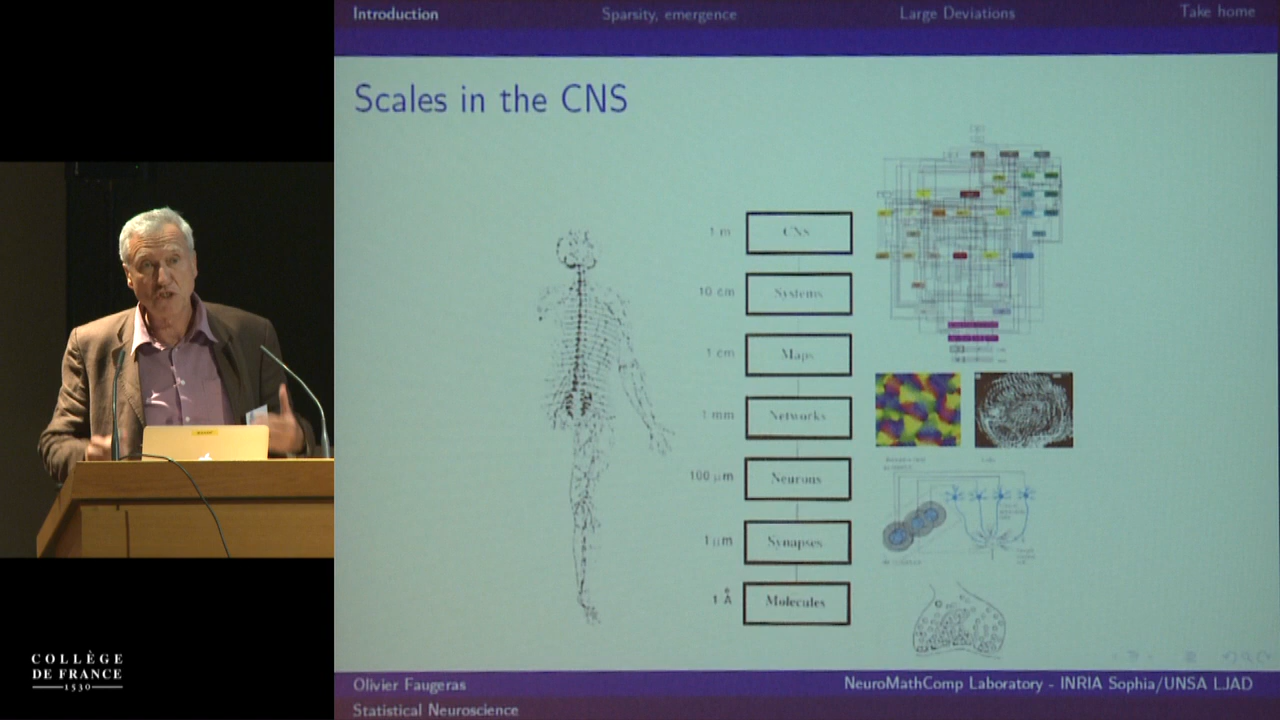 Introduction
Sparsity, emergence
Large Deviations
Take home
Scales in the CNS
1 m
CNS
10 cm
Systems
1 cm
Maps
1 mm
Networks
100 µm
Neurons
1 µm
Synapses
1 Å
Molecules
Olivier Faugeras
NeuroMathComp Laboratory - INRIA Sophia/UNSA LJAD
Statistical Neuroscience
COLLÈGE
DE FRANCE
1530